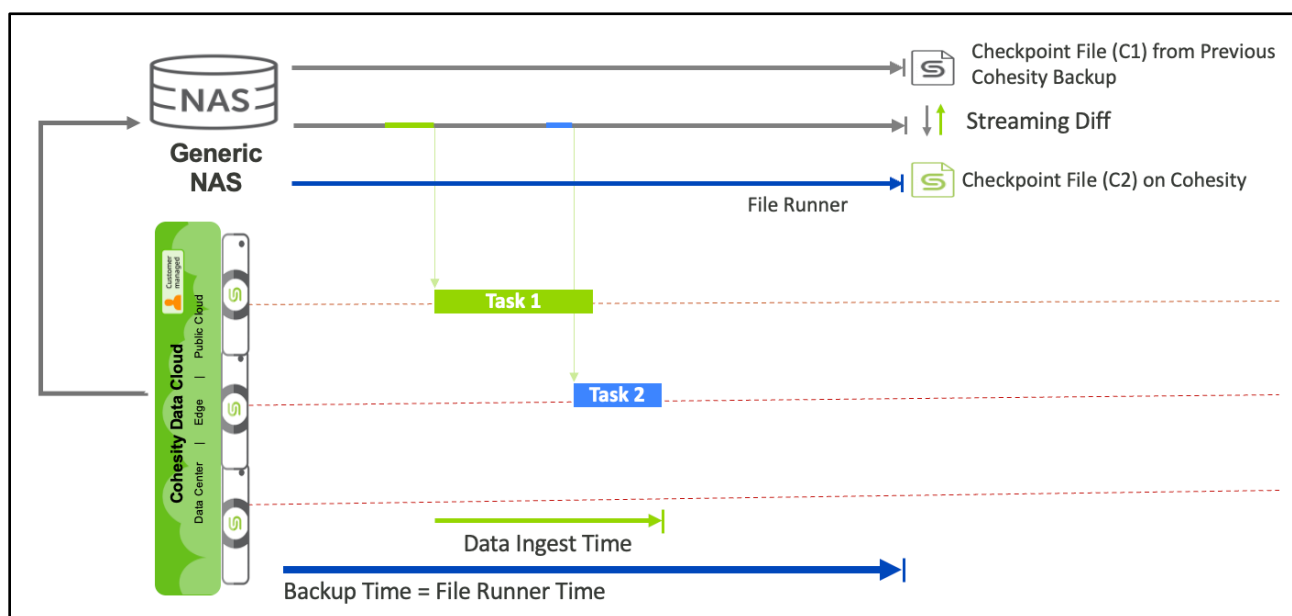 NAS
Generic
NAS
Checkpoint File (C1) from Previous
Cohesity Backup
Streaming Diff
Checkpoint File (C2) on Cohesity
File Runner
Customer
managed
Cohesity Data Cloud
Data Center | Edge | Public Cloud
Task 1
Task 2
Data Ingest Time
Backup Time = File Runner Time